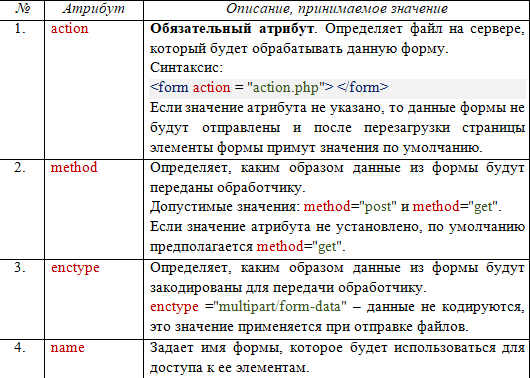 № Атрибут Описание, принимаемое значение
1. action Обязательный атрибут. Определяет файл на сервере,
который будет обрабатывать данную форму.
Синтаксис:
<form action = "action.php"> </form>
Если значение атрибута не указано, то данные формы не
будут отправлены и после перезагрузки страницы
элементы формы примут значения по умолчанию.
2. method Определяет, каким образом данные из формы будут
переданы обработчику.
Допустимые значения: method="post" и method="get".
Если значение атрибута не установлено, по умолчанию
предполагается method="get".
3. enctype Определяет, каким образом данные из формы будут
закодированы для передачи обработчику.
enctype ="multipart/form-data" – данные не кодируются,
это значение применяется при отправке файлов.
4. name Задает имя формы, которое будет использоваться для
доступа к ее элементам.